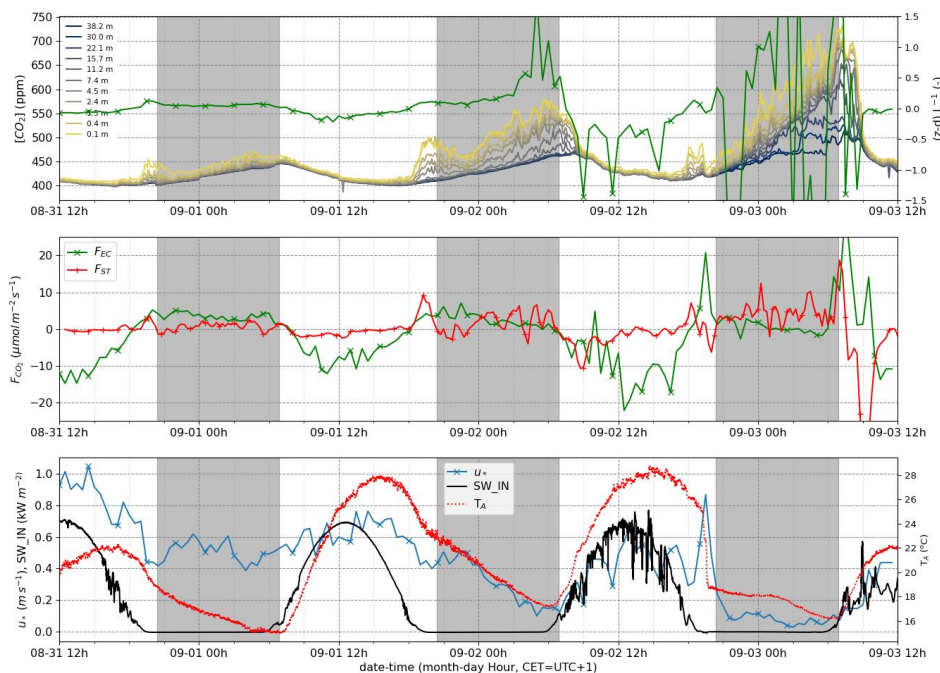 750
700
650
600
550
500
450
400
[CO2] (ppm)
38.2 m
30.0 m
22.1 m
15.7 m
11.2 m
7.4 m
4.5 m
2.4 m
0.4 m
0.1 m
1.5
1.0
0.5
0.0
−0.5
−1.0
−1.5
(z-d) L⁻¹ (-)
08-31 12h
09-01 00h
09-01 12h
09-02 00h
09-02 12h
09-03 00h
09-03 12h
20
10
0
−10
−20
F_CO2 (μmol m⁻² s⁻¹)
F_EC
F_ST
08-31 12h
09-01 00h
09-01 12h
09-02 00h
09-02 12h
09-03 00h
09-03 12h
1.0
0.8
0.6
0.4
0.2
0.0
u* (m s⁻¹), SW_IN (kW m⁻²)
u*
SW_IN
T_A
28
26
24
22
20
18
16
T_A (°C)
08-31 12h
09-01 00h
09-01 12h
09-02 00h
09-02 12h
09-03 00h
09-03 12h
date-time (month-day Hour, CET=UTC+1)